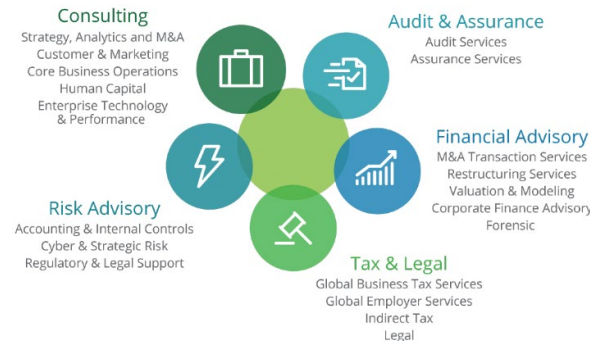 Consulting
Strategy, Analytics and M&A
Customer & Marketing
Core Business Operations
Human Capital
Enterprise Technology
& Performance
Audit & Assurance
Audit Services
Assurance Services
Financial Advisory
M&A Transaction Services
Restructuring Services
Valuation & Modeling
Corporate Finance Advisory
Forensic
Risk Advisory
Accounting & Internal Controls
Cyber & Strategic Risk
Regulatory & Legal Support
Tax & Legal
Global Business Tax Services
Global Employer Services
Indirect Tax
Legal